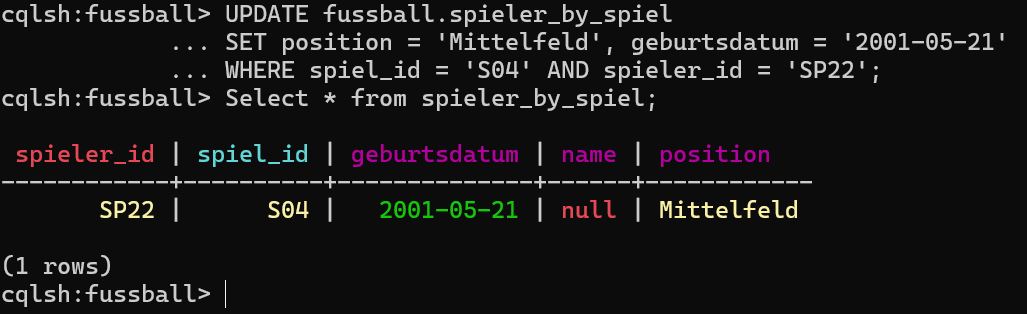 cqlsh:fussball> UPDATE fussball.spieler_by_spiel
... SET position = 'Mittelfeld', geburtsdatum = '2001-05-21'
... WHERE spiel_id = 'S04' AND spieler_id = 'SP22';
cqlsh:fussball> Select * from spieler_by_spiel;
spieler_id | spiel_id | geburtsdatum | name | position
------------+----------+--------------+------+------------
SP22 | S04 | 2001-05-21 | null | Mittelfeld
(1 rows)
cqlsh:fussball>